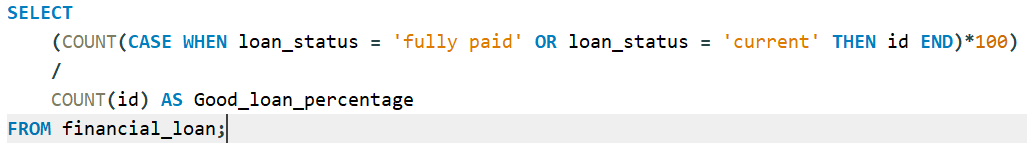 SELECT
(COUNT(CASE WHEN loan_status = 'fully paid' OR loan_status = 'current' THEN id END)*100)
/
COUNT(id) AS Good_loan_percentage
FROM financial_loan;